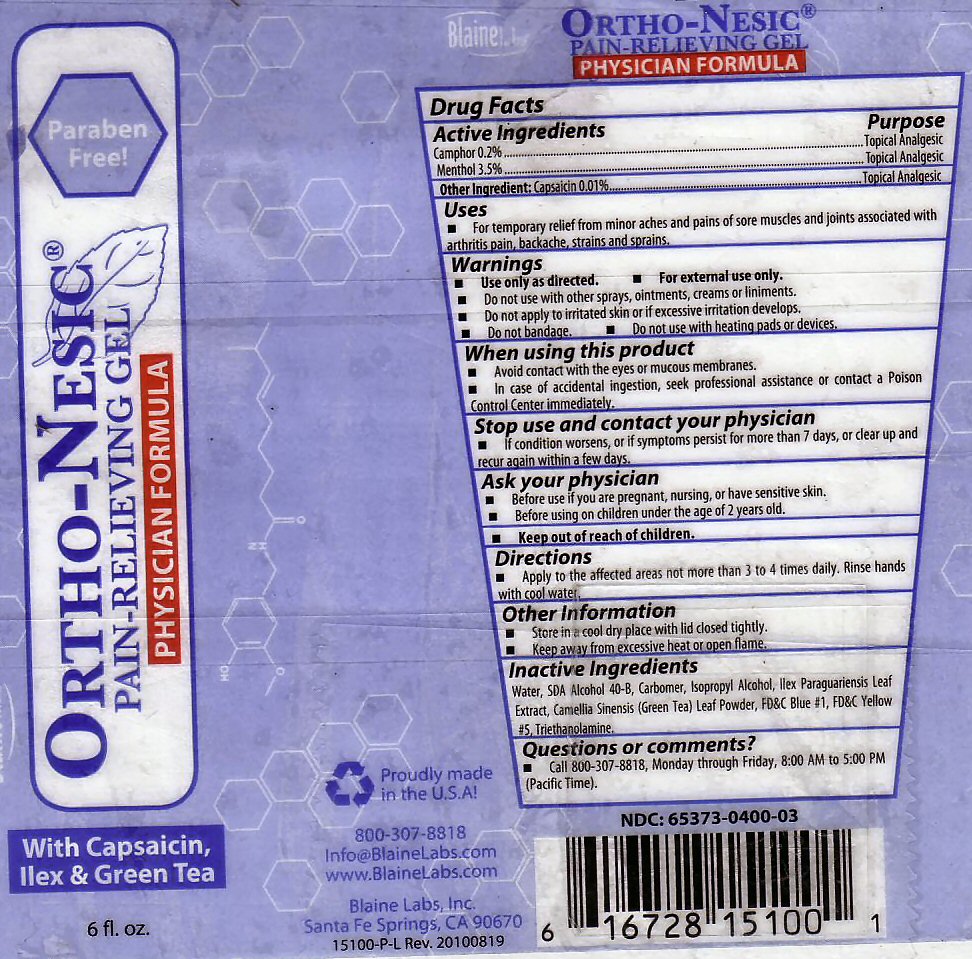 Paraben
Free!
ORTHO-NESIC®
PAIN-RELIEVING GEL
PHYSICIAN FORMULA
With Capsaicin,
Ilex & Green Tea
6 fl. oz.
O
HN
HO
O
Proudly made
in the U.S.A!
800-307-8818
Info@BlaineLabs.com
www.BlaineLabs.com
Blaine Labs, Inc.
Santa Fe Springs, CA 90670
15100-P-L Rev. 20100819
Blaine
ORTHO-NESIC®
PAIN-RELIEVING GEL
PHYSICIAN FORMULA
Drug Facts
Active Ingredients Purpose
Camphor 0.2% Topical Analgesic
Menthol 3.5% Topical Analgesic
Other Ingredient: Capsaicin 0.01% Topical Analgesic
Uses
■ For temporary relief from minor aches and pains of sore muscles and joints associated with
arthritis pain, backache, strains and sprains.
Warnings
■ Use only as directed. ■ For external use only.
■ Do not use with other sprays, ointments, creams or liniments.
■ Do not apply to irritated skin or if excessive irritation develops.
■ Do not bandage. ■ Do not use with heating pads or devices.
When using this product
■ Avoid contact with the eyes or mucous membranes.
■ In case of accidental ingestion, seek professional assistance or contact a Poison
Control Center immediately.
Stop use and contact your physician
■ If condition worsens, or if symptoms persist for more than 7 days, or clear up and
recur again within a few days.
Ask your physician
■ Before use if you are pregnant, nursing, or have sensitive skin.
■ Before using on children under the age of 2 years old.
■ Keep out of reach of children.
Directions
■ Apply to the affected areas not more than 3 to 4 times daily. Rinse hands
with cool water.
Other Information
■ Store in a cool dry place with lid closed tightly.
■ Keep away from excessive heat or open flame.
Inactive Ingredients
Water, SDA Alcohol 40-B, Carbomer, Isopropyl Alcohol, Ilex Paraguariensis Leaf
Extract, Camellia Sinensis (Green Tea) Leaf Powder, FD&C Blue #1, FD&C Yellow
#5, Triethanolamine.
Questions or comments?
■ Call 800-307-8818, Monday through Friday, 8:00 AM to 5:00 PM
(Pacific Time).
NDC: 65373-0400-03
6 16728 15100 1